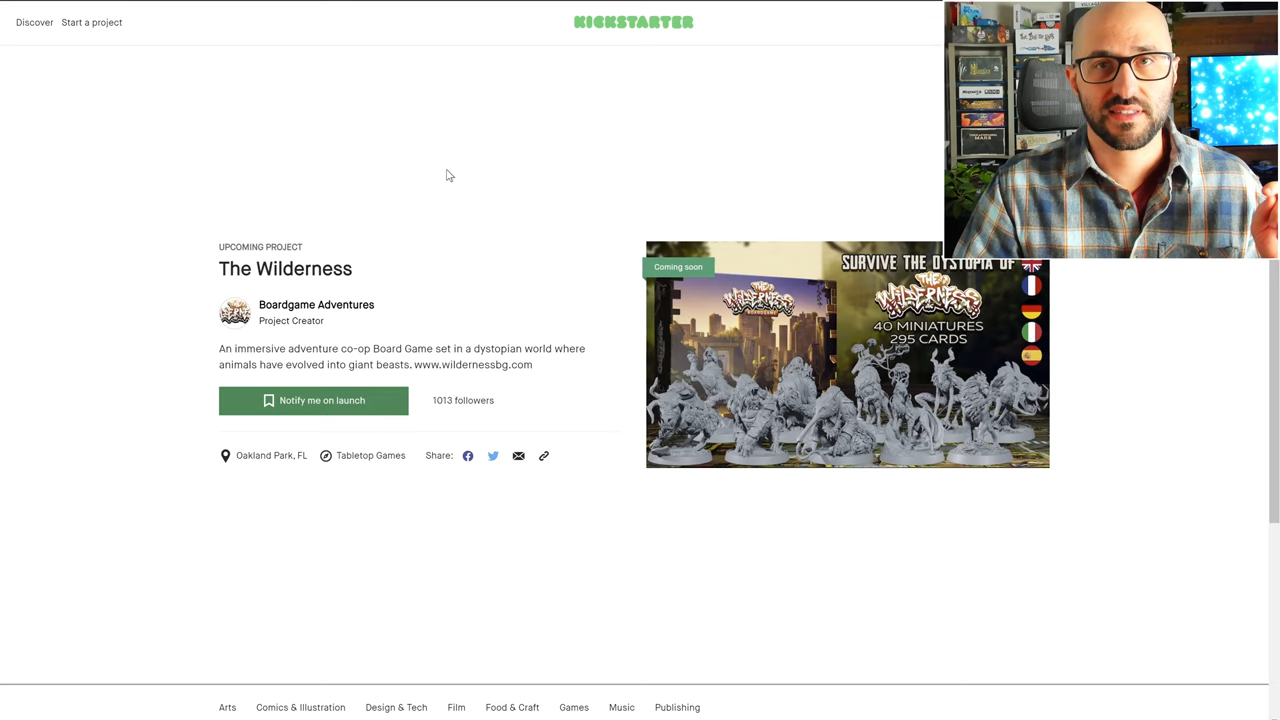 Discover Start a project
KICKSTARTER
UPCOMING PROJECT
The Wilderness
Boardgame Adventures
Project Creator
An immersive adventure co-op Board Game set in a dystopian world where
animals have evolved into giant beasts. www.wildernessbg.com
Notify me on launch
1013 followers
Oakland Park, FL
Tabletop Games
Share:
Coming soon
SURVIVE THE DYSTOPIA OF
THE
WILDERNESS
THE
WILDERNESS
40 MINIATURES
295 CARDS
MARS
Arts Comics & Illustration Design & Tech Film Food & Craft Games Music Publishing